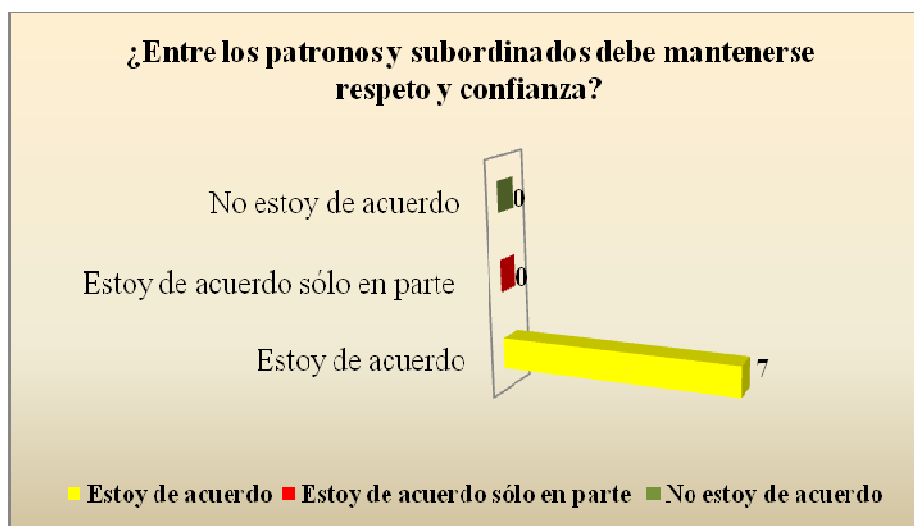 ¿Entre los patronos y subordinados debe mantenerse
respeto y confianza?
No estoy de acuerdo
0
Estoy de acuerdo sólo en parte
0
Estoy de acuerdo
7
Estoy de acuerdo Estoy de acuerdo sólo en parte No estoy de acuerdo